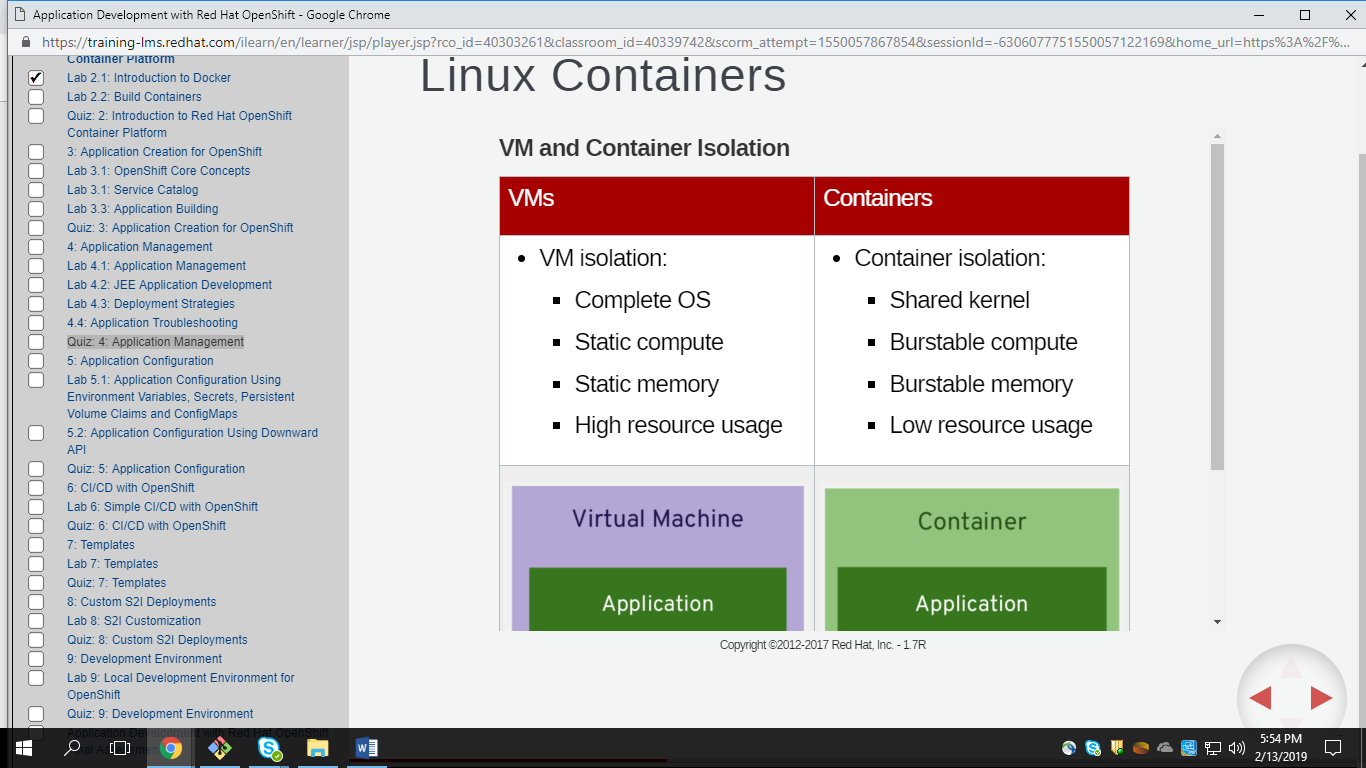 Application Development with Red Hat OpenShift - Google Chrome
https://training-lms.redhat.com/ilearn/en/learner/jsp/player.jsp?rco_id=40303261&classroom_id=40339742&scorm_attempt=1550057867854&sessionId=-6306077751550057122169&home_url=https%3A%2F%...
Container Platform
Lab 2.1: Introduction to Docker
Lab 2.2: Build Containers
Quiz: 2: Introduction to Red Hat OpenShift
Container Platform
3: Application Creation for OpenShift
Lab 3.1: OpenShift Core Concepts
Lab 3.1: Service Catalog
Lab 3.3: Application Building
Quiz: 3: Application Creation for OpenShift
4: Application Management
Lab 4.1: Application Management
Lab 4.2: JEE Application Development
Lab 4.3: Deployment Strategies
4.4: Application Troubleshooting
Quiz: 4: Application Management
5: Application Configuration
Lab 5.1: Application Configuration Using
Environment Variables, Secrets, Persistent
Volume Claims and ConfigMaps
5.2: Application Configuration Using Downward
API
Quiz: 5: Application Configuration
6: CI/CD with OpenShift
Lab 6: Simple CI/CD with OpenShift
Quiz: 6: CI/CD with OpenShift
7: Templates
Lab 7: Templates
Quiz: 7: Templates
8: Custom S2I Deployments
Lab 8: S2I Customization
Quiz: 8: Custom S2I Deployments
9: Development Environment
Lab 9: Local Development Environment for
OpenShift
Quiz: 9: Development Environment
Application Development with Red Hat OpenShift
Linux Containers
VM and Container Isolation
VMs
VM isolation:
Complete OS
Static compute
Static memory
High resource usage
Containers
Container isolation:
Shared kernel
Burstable compute
Burstable memory
Low resource usage
Virtual Machine
Application
Container
Application
Copyright ©2012-2017 Red Hat, Inc. - 1.7R
5:54 PM
2/13/2019